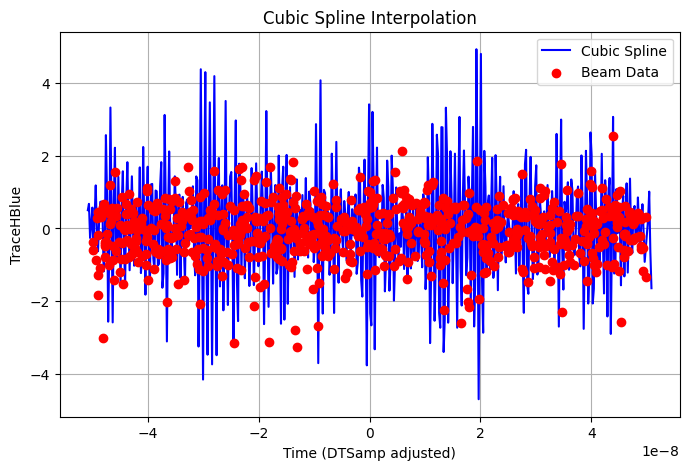 Cubic Spline Interpolation
Cubic Spline
Beam Data
TraceHBlue
4
2
0
−2
−4
−4
−2
0
2
4
1e−8
Time (DTSamp adjusted)